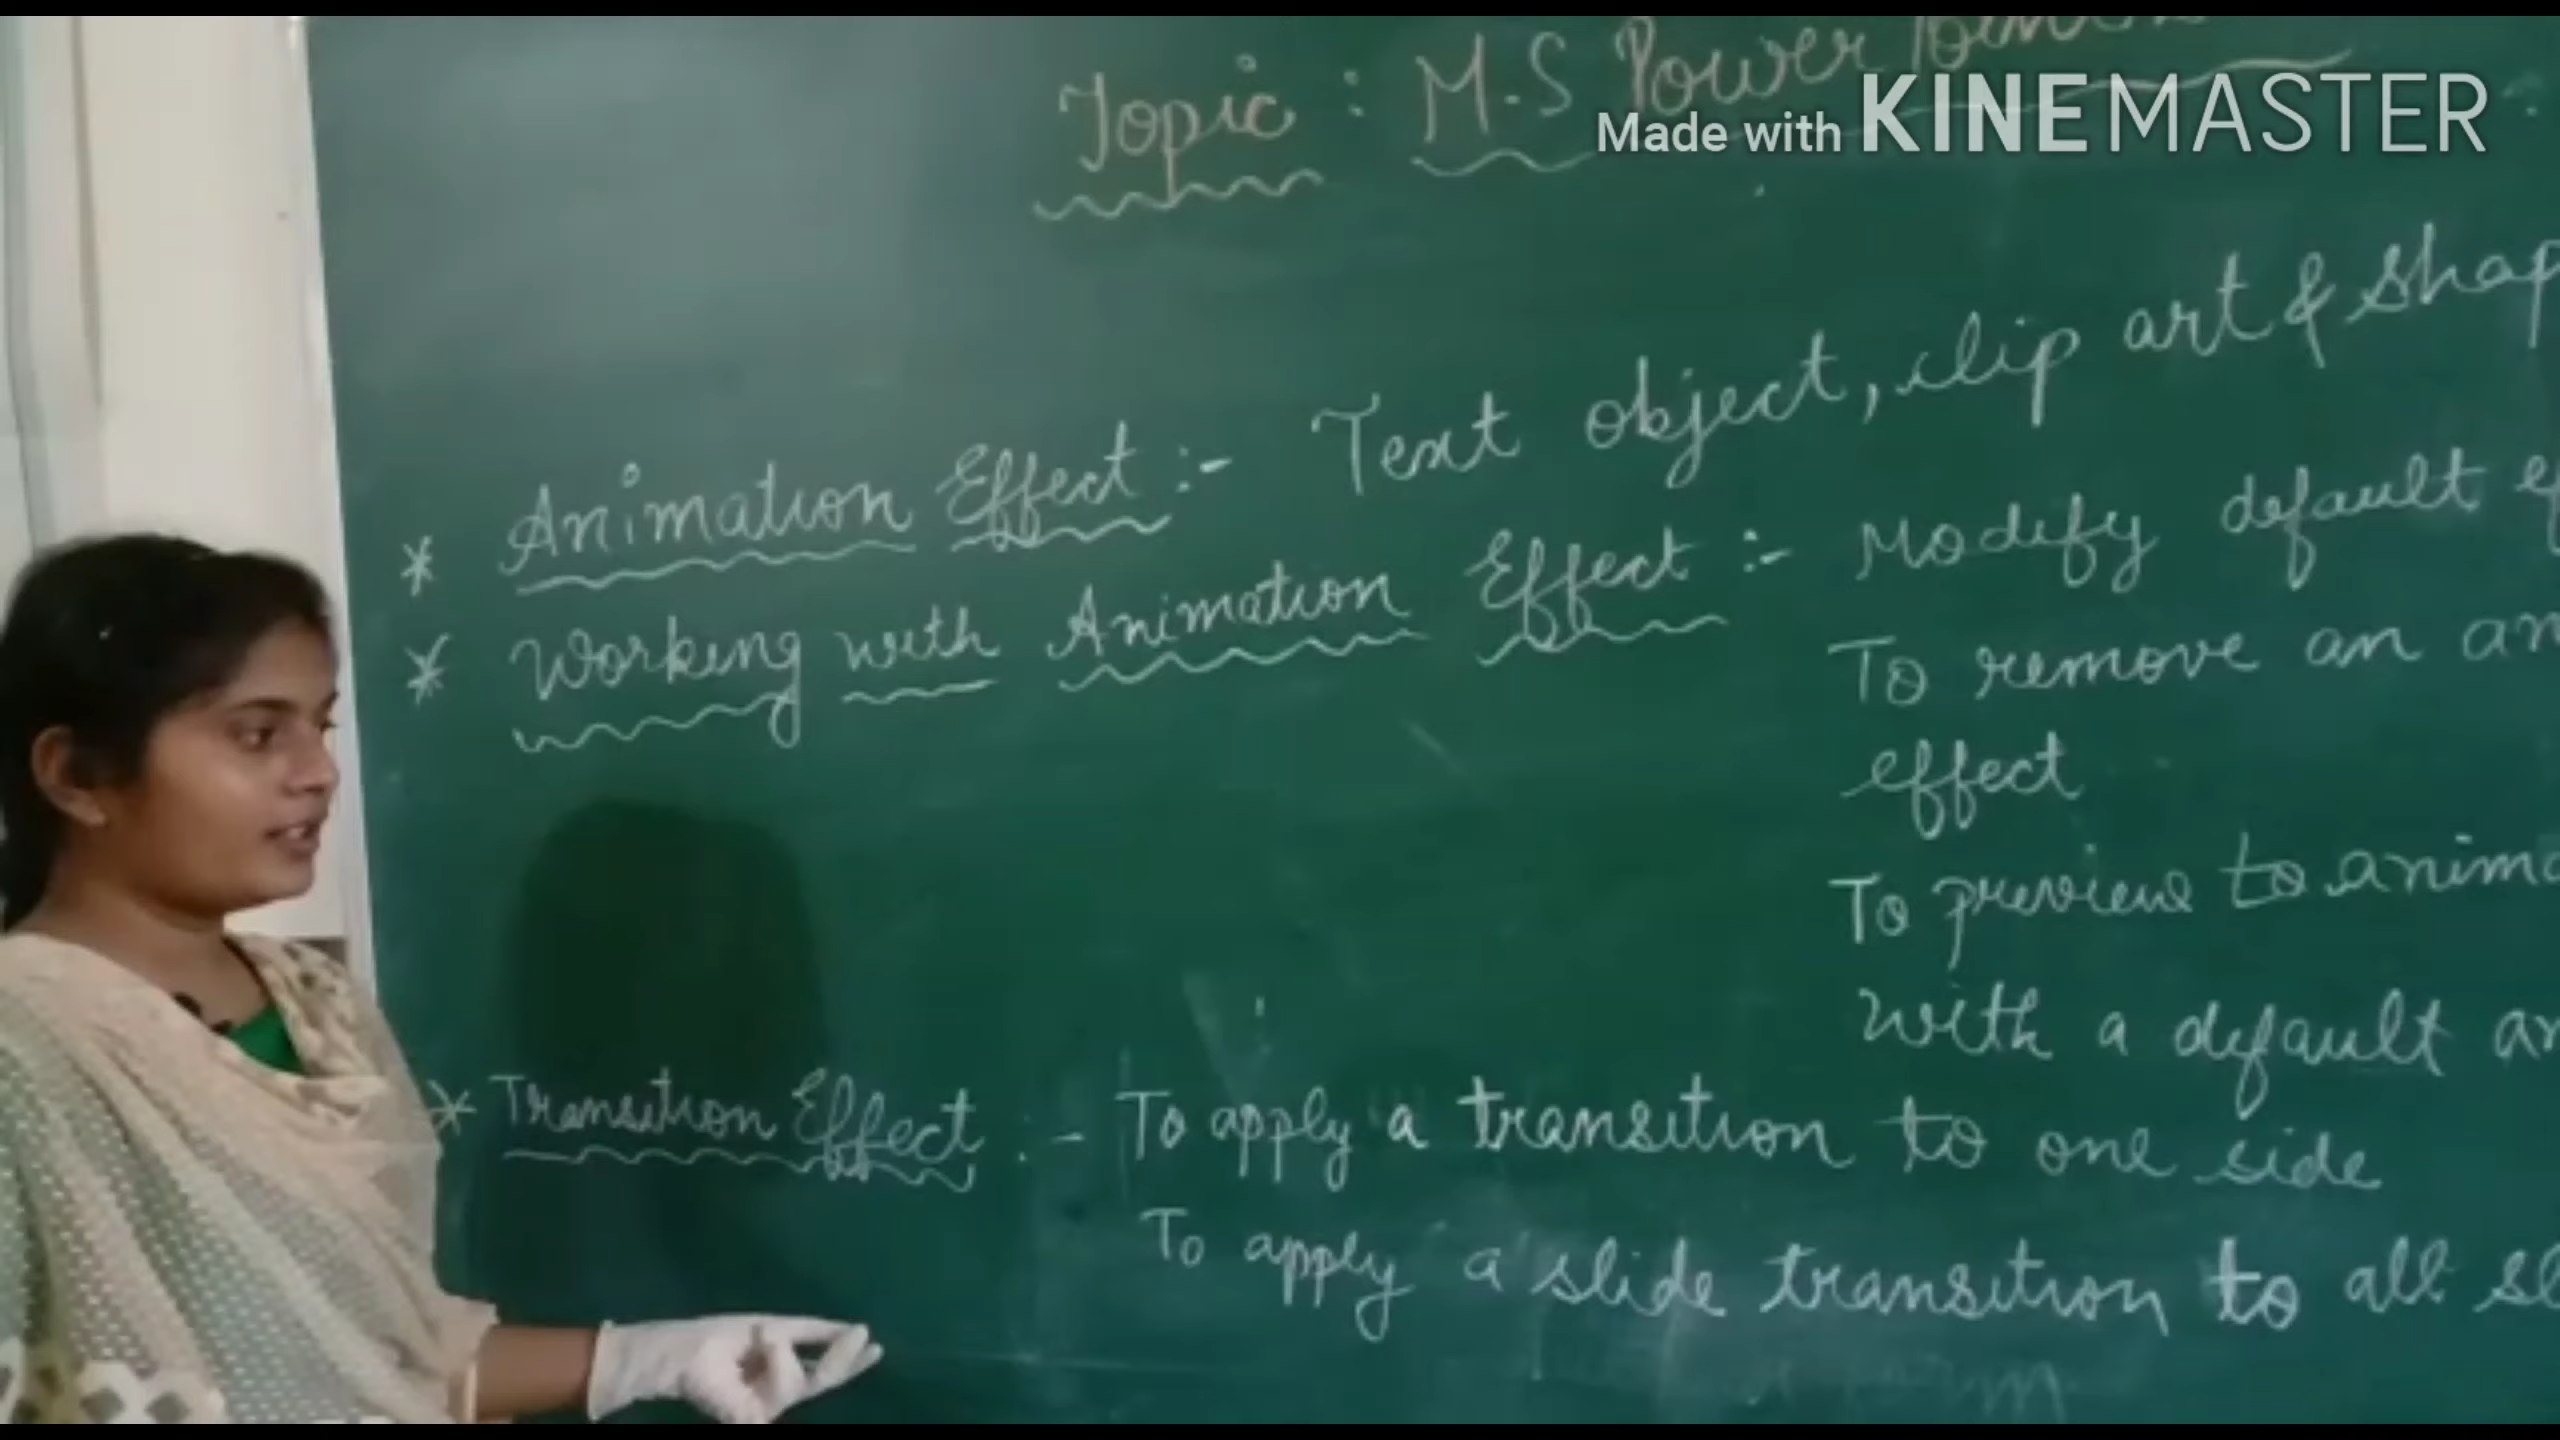 Topic : M.S Power Point
Made with KINEMASTER
* Animation Effect :- Text object, clip art & shap
* Working with Animation Effect :- Modify default ef
To remove an an
effect
To preview to anima
with a default an
* Transition Effect :- To apply a transition to one side
To apply a slide transition to all sl